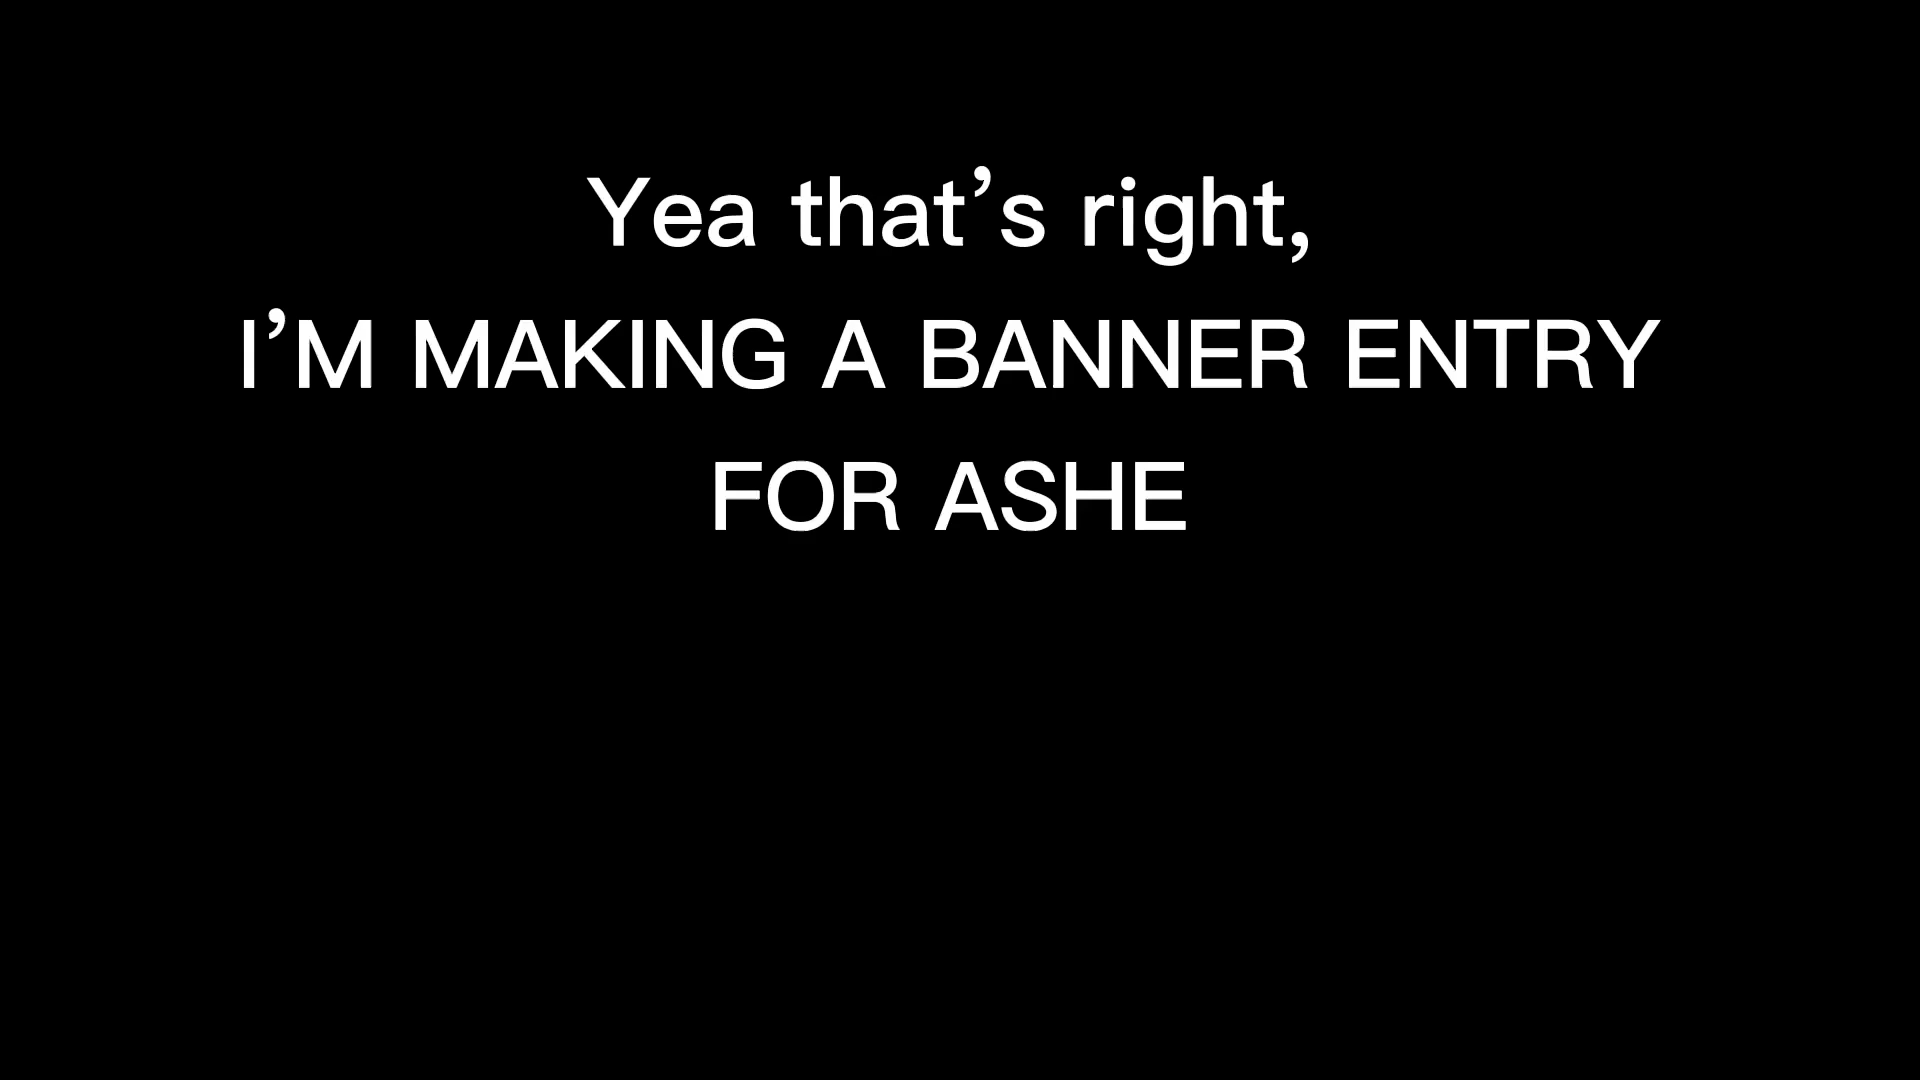 Yea that’s right,
I’M MAKING A BANNER ENTRY
FOR ASHE